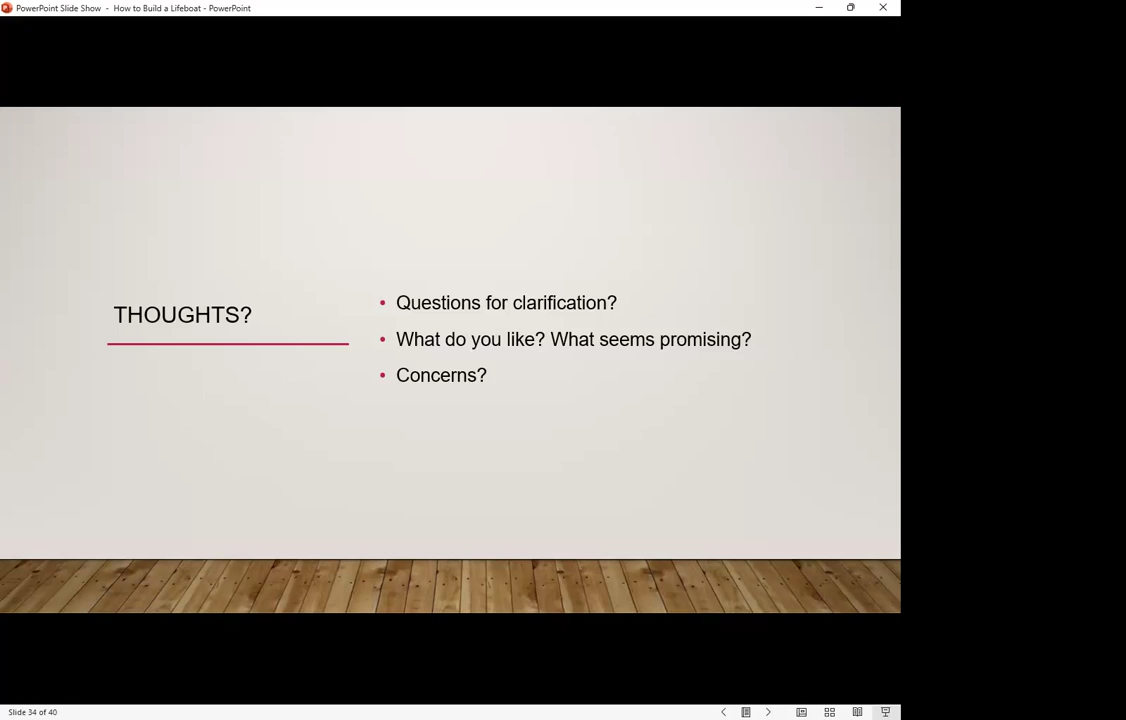 PowerPoint Slide Show - How to Build a Lifeboat - PowerPoint
THOUGHTS?
• Questions for clarification?
• What do you like? What seems promising?
• Concerns?
Slide 34 of 40